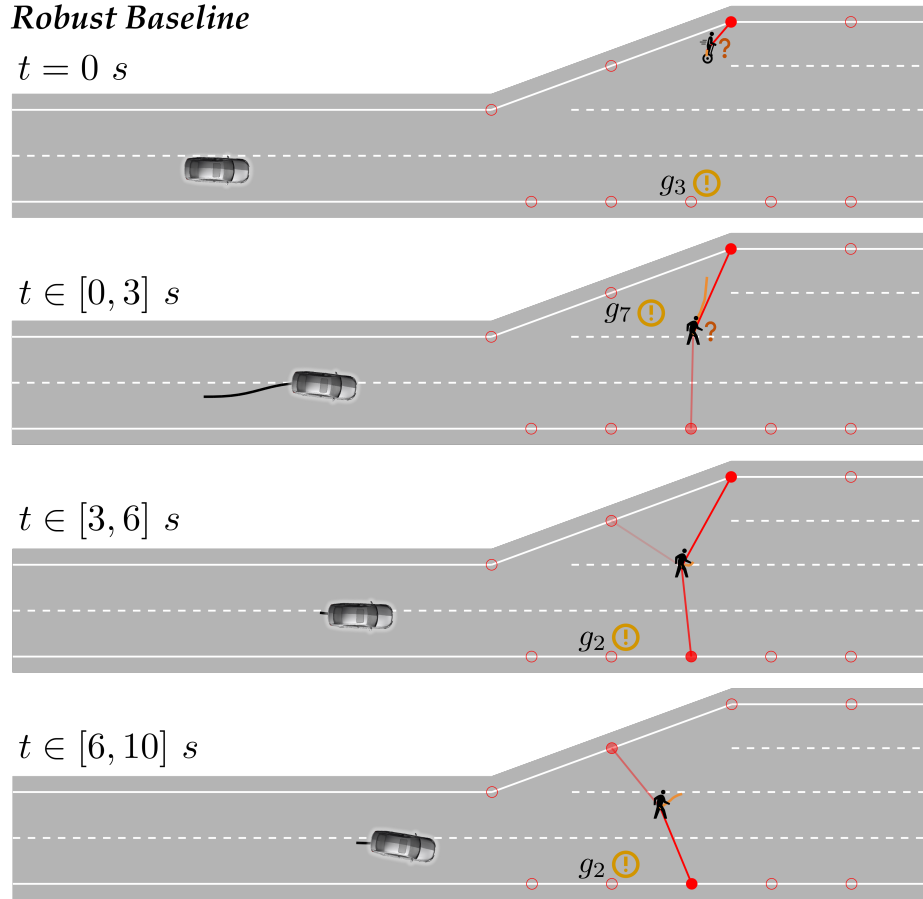 Robust Baseline
t = 0 s
?
g₃ !
t ∈ [0, 3] s
g₇ !
?
t ∈ [3, 6] s
g₂ !
t ∈ [6, 10] s
g₂ !